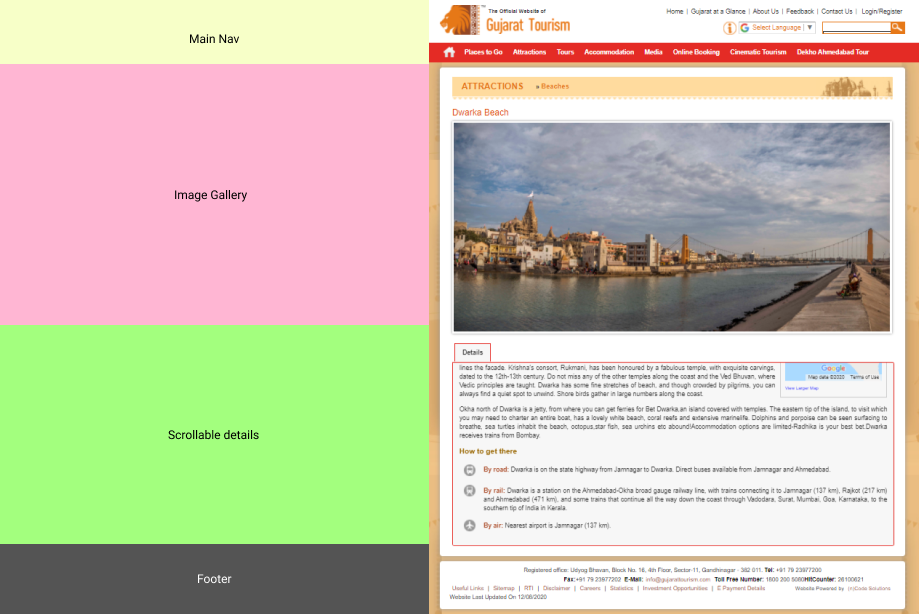 Main Nav
Image Gallery
Scrollable details
Footer
The Official Website of
Gujarat Tourism
Home | Gujarat at a Glance | About Us | Feedback | Contact Us | Login/Register
Select Language ▼
Places to Go Attractions Tours Accommodation Media Online Booking Cinematic Tourism Dekho Ahmedabad Tour
ATTRACTIONS » Beaches
Dwarka Beach
Details
lines the facade. Krishna's consort, Rukmani, has been honoured by a fabulous temple, with exquisite carvings,
dated to the 12th-13th century. Do not miss any of the other temples along the coast and the Ved Bhuvan, where
Vedic principles are taught. Dwarka has some fine stretches of beach, and though crowded by pilgrims, you can
always find a quiet spot to unwind. Shore birds gather in large numbers along the coast.
Google
Map data ©2020 Terms of Use
View Larger Map
Okha north of Dwarka is a jetty, from where you can get ferries for Bet Dwarka,an island covered with temples. The eastern tip of the island, to visit which
you may need to charter an entire boat, has a lovely white beach, coral reefs and extensive marinelife. Dolphins and porpoise can be seen surfacing to
breathe, sea turtles inhabit the beach, octopus,star fish, sea urchins etc abound!Accommodation options are limited-Radhika is your best bet.Dwarka
receives trains from Bombay.
How to get there
By road: Dwarka is on the state highway from Jamnagar to Dwarka. Direct buses available from Jamnagar and Ahmedabad.
By rail: Dwarka is a station on the Ahmedabad-Okha broad gauge railway line, with trains connecting it to Jamnagar (137 km), Rajkot (217 km)
and Ahmedabad (471 km), and some trains that continue all the way down the coast through Vadodara, Surat, Mumbai, Goa, Karnataka, to the
southern tip of India in Kerala.
By air: Nearest airport is Jamnagar (137 km).
Registered office: Udyog Bhavan, Block No. 16, 4th Floor, Sector-11, Gandhinagar - 382 011. Tel: +91 79 23977200
Fax:+91 79 23977202 E-Mail: info@gujarattourism.com Toll Free Number: 1800 200 5080HitCounter: 26100621
Useful Links | Sitemap | RTI | Disclaimer | Careers | Statistics | Investment Opportunities | E Payment Details
Website Powered by (n)Code Solutions
Website Last Updated On 12/08/2020